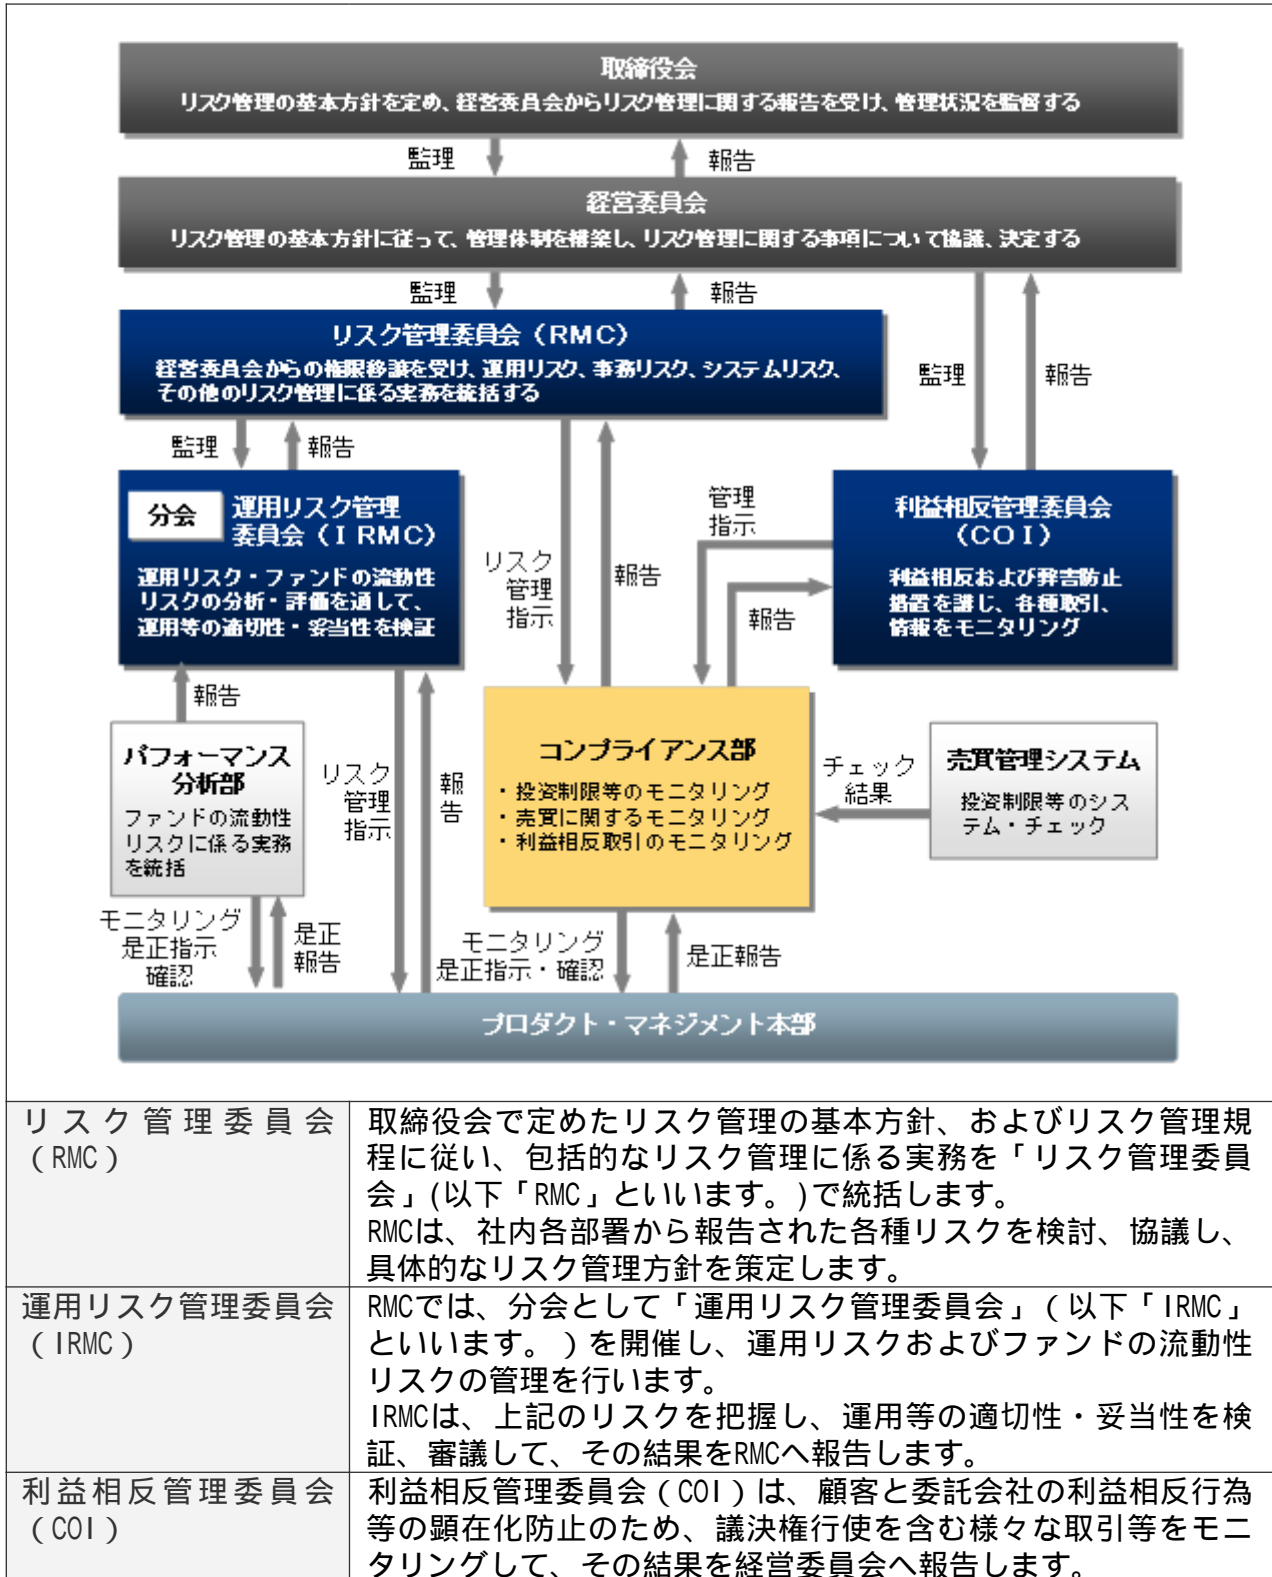 取締役会
リスク管理の基本方針を定め、経営委員会からリスク管理に関する報告を受け、管理状況を監督する
監理
報告
経営委員会
リスク管理の基本方針に従って、管理体制を構築し、リスク管理に関する事項について協議、決定する
監理
報告
監理
報告
リスク管理委員会（RMC）
経営委員会からの権限移譲を受け、運用リスク、事務リスク、システムリスク、
その他のリスク管理に係る実務を統括する
監理
報告
分会
運用リスク管理
委員会（IRMC）
運用リスク・ファンドの流動性
リスクの分析・評価を通して、
運用等の適切性・妥当性を検証
リスク
管理
指示
報告
管理
指示
報告
利益相反管理委員会
（COI）
利益相反および弊害防止
措置を講じ、各種取引、
情報をモニタリング
報告
パフォーマンス
分析部
ファンドの流動性
リスクに係る実務
を統括
リスク
管理
指示
報
告
コンプライアンス部
・投資制限等のモニタリング
・売買に関するモニタリング
・利益相反取引のモニタリング
チェック
結果
売買管理システム
投資制限等のシス
テム・チェック
モニタリング
是正指示
確認
是正
報告
モニタリング
是正指示・確認
是正報告
プロダクト・マネジメント本部
リスク管理委員会
（RMC）
取締役会で定めたリスク管理の基本方針、およびリスク管理規
程に従い、包括的なリスク管理に係る実務を「リスク管理委員
会」(以下「RMC」といいます。)で統括します。
RMCは、社内各部署から報告された各種リスクを検討、協議し、
具体的なリスク管理方針を策定します。
運用リスク管理委員会
（IRMC）
RMCでは、分会として「運用リスク管理委員会」（以下「IRMC」
といいます。）を開催し、運用リスクおよびファンドの流動性
リスクの管理を行います。
IRMCは、上記のリスクを把握し、運用等の適切性・妥当性を検
証、審議して、その結果をRMCへ報告します。
利益相反管理委員会
（COI）
利益相反管理委員会（COI）は、顧客と委託会社の利益相反行為
等の顕在化防止のため、議決権行使を含む様々な取引等をモニ
タリングして、その結果を経営委員会へ報告します。